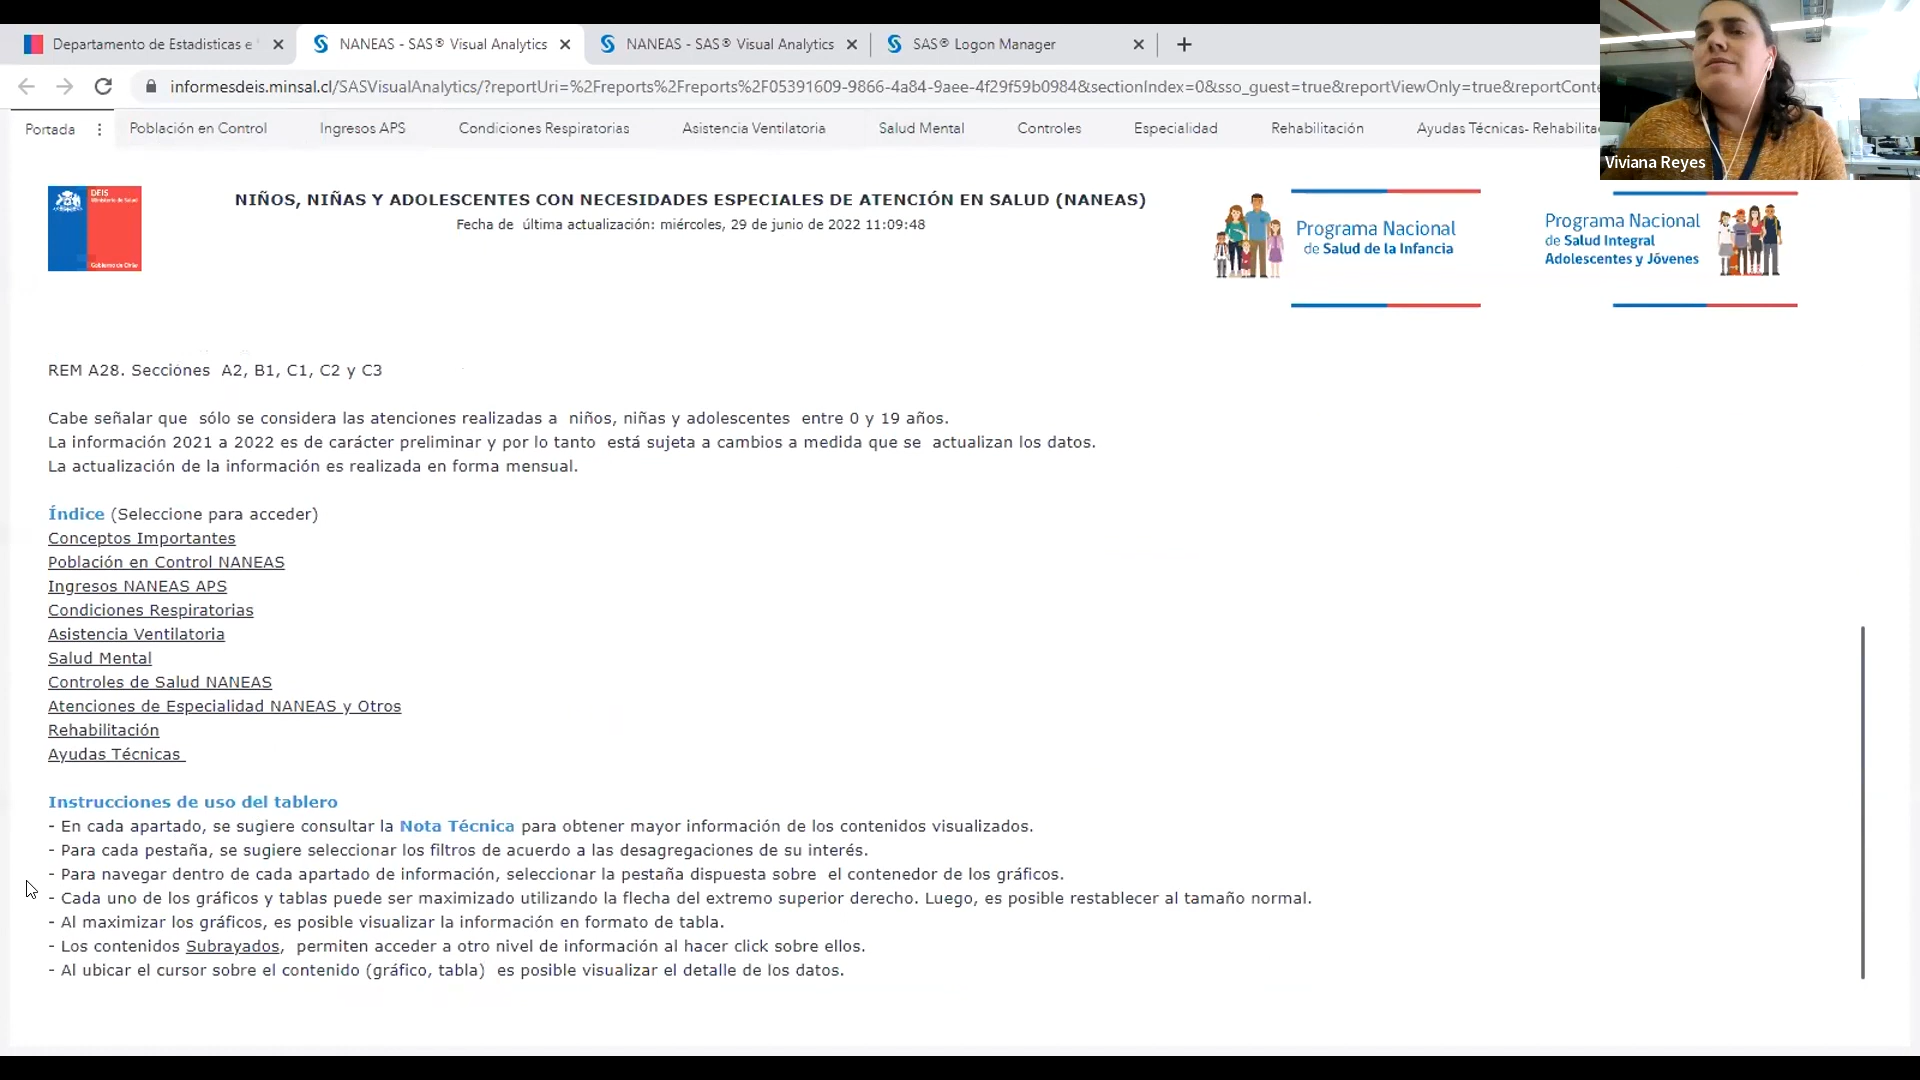 Departamento de Estadisticas e
NANEAS - SAS® Visual Analytics
NANEAS - SAS® Visual Analytics
SAS® Logon Manager
informesdeis.minsal.cl/SASVisualAnalytics/?reportUri=%2Freports%2Freports%2F05391609-9866-4a84-9aee-4f29f59b0984&sectionIndex=0&sso_guest=true&reportViewOnly=true&reportConte
Portada
Población en Control
Ingresos APS
Condiciones Respiratorias
Asistencia Ventilatoria
Salud Mental
Controles
Especialidad
Rehabilitación
Ayudas Técnicas- Rehabilita
Viviana Reyes
DEIS
Ministerio de Salud
Gobierno de Chile
NIÑOS, NIÑAS Y ADOLESCENTES CON NECESIDADES ESPECIALES DE ATENCIÓN EN SALUD (NANEAS)
Fecha de última actualización: miércoles, 29 de junio de 2022 11:09:48
Programa Nacional
de Salud de la Infancia
Programa Nacional
de Salud Integral
Adolescentes y Jóvenes
REM A28. Secciones A2, B1, C1, C2 y C3
Cabe señalar que sólo se considera las atenciones realizadas a niños, niñas y adolescentes entre 0 y 19 años.
La información 2021 a 2022 es de carácter preliminar y por lo tanto está sujeta a cambios a medida que se actualizan los datos.
La actualización de la información es realizada en forma mensual.
Índice (Seleccione para acceder)
Conceptos Importantes
Población en Control NANEAS
Ingresos NANEAS APS
Condiciones Respiratorias
Asistencia Ventilatoria
Salud Mental
Controles de Salud NANEAS
Atenciones de Especialidad NANEAS y Otros
Rehabilitación
Ayudas Técnicas
Instrucciones de uso del tablero
- En cada apartado, se sugiere consultar la Nota Técnica para obtener mayor información de los contenidos visualizados.
- Para cada pestaña, se sugiere seleccionar los filtros de acuerdo a las desagregaciones de su interés.
- Para navegar dentro de cada apartado de información, seleccionar la pestaña dispuesta sobre el contenedor de los gráficos.
- Cada uno de los gráficos y tablas puede ser maximizado utilizando la flecha del extremo superior derecho. Luego, es posible restablecer al tamaño normal.
- Al maximizar los gráficos, es posible visualizar la información en formato de tabla.
- Los contenidos Subrayados, permiten acceder a otro nivel de información al hacer click sobre ellos.
- Al ubicar el cursor sobre el contenido (gráfico, tabla) es posible visualizar el detalle de los datos.